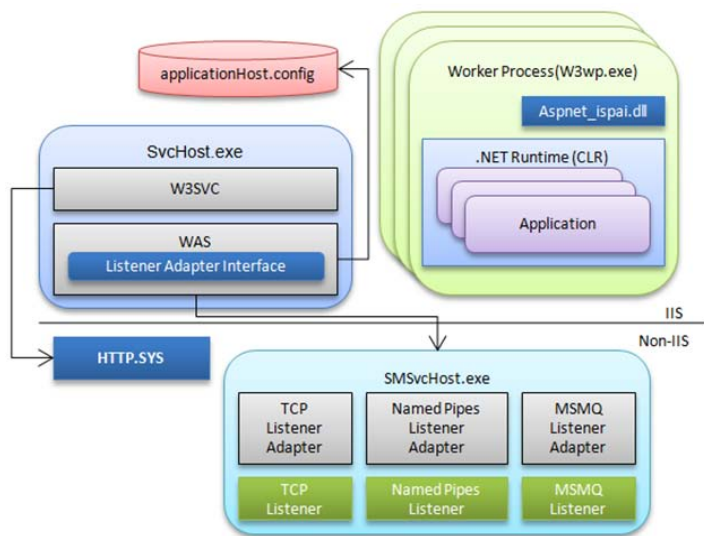 applicationHost.config
Worker Process(W3wp.exe)
Aspnet_ispai.dll
.NET Runtime (CLR)
Application
SvcHost.exe
W3SVC
WAS
Listener Adapter Interface
IIS
Non-IIS
HTTP.SYS
SMSvcHost.exe
TCP
Listener
Adapter
Named Pipes
Listener
Adapter
MSMQ
Listener
Adapter
TCP
Listener
Named Pipes
Listener
MSMQ
Listener